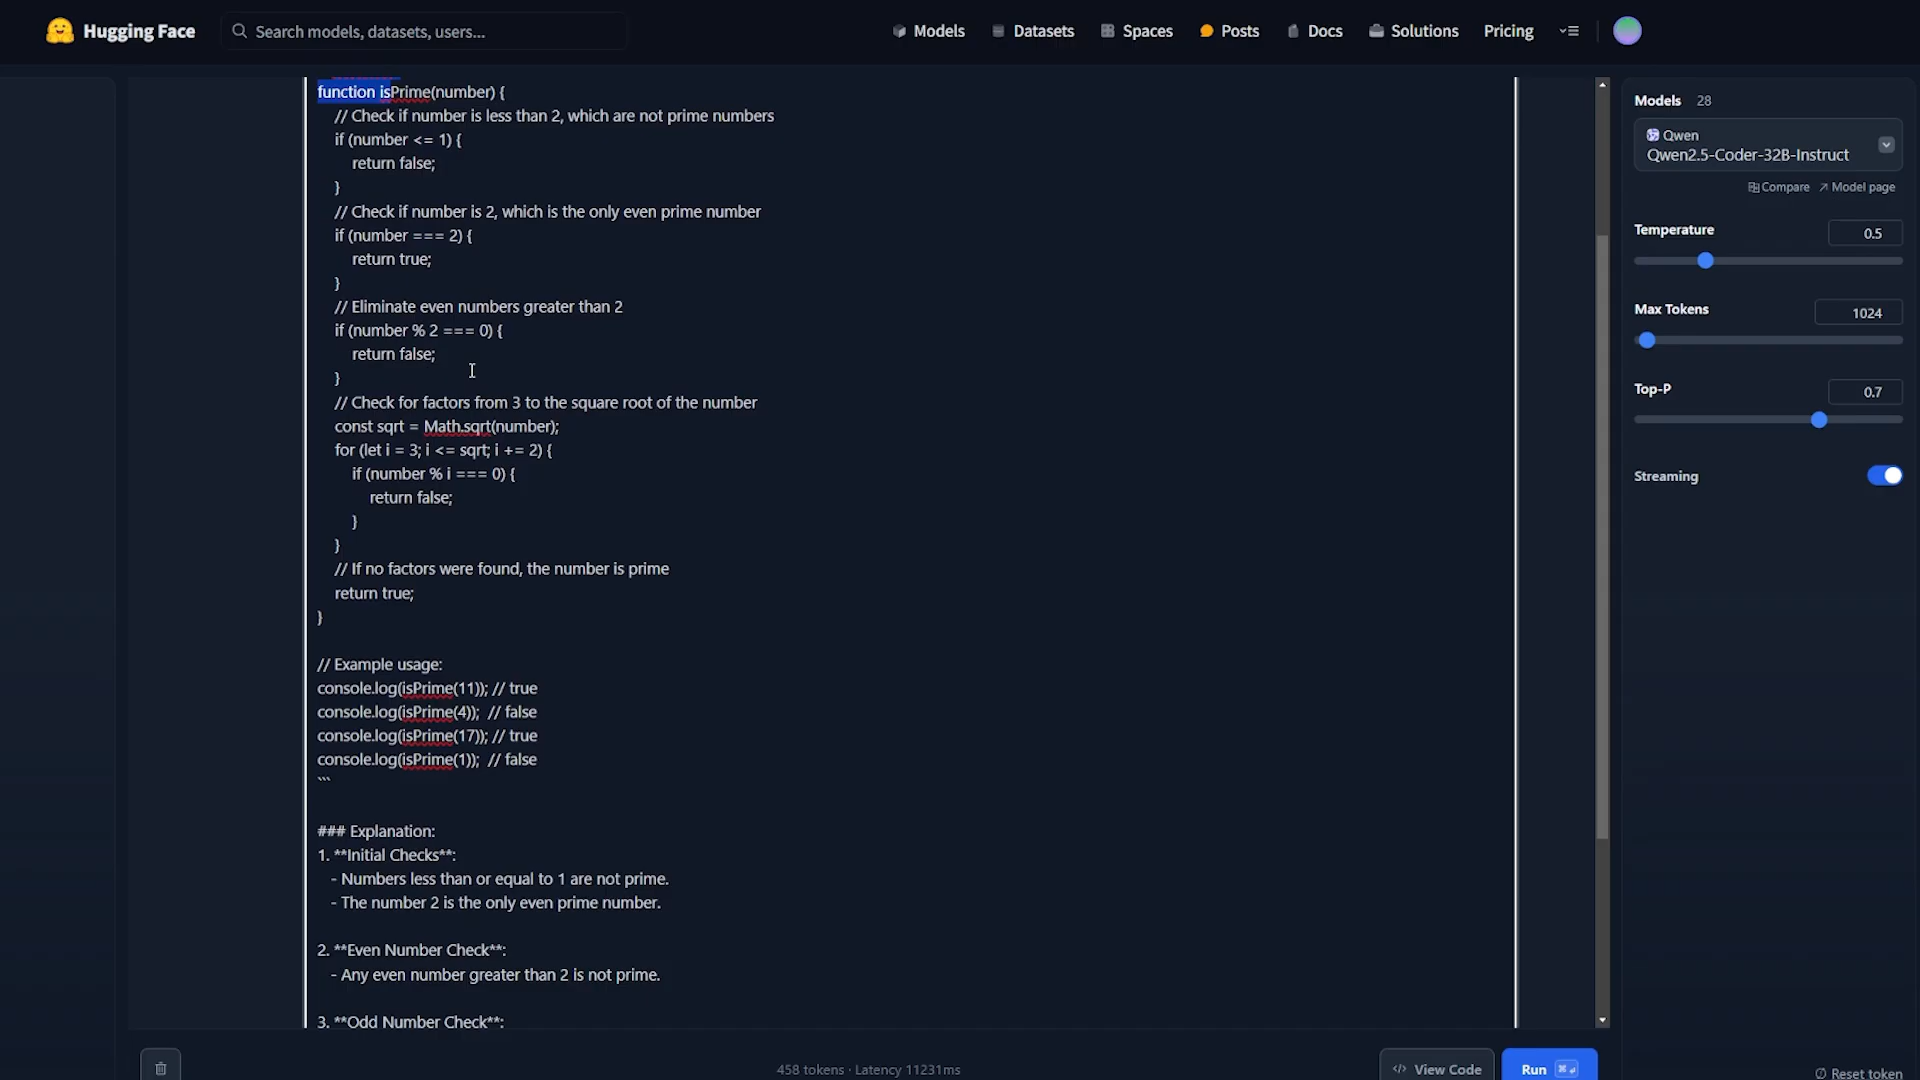 Hugging Face
Search models, datasets, users...
Models
Datasets
Spaces
Posts
Docs
Solutions
Pricing
function isPrime(number) {
// Check if number is less than 2, which are not prime numbers
if (number <= 1) {
return false;
}
// Check if number is 2, which is the only even prime number
if (number === 2) {
return true;
}
// Eliminate even numbers greater than 2
if (number % 2 === 0) {
return false;
}
// Check for factors from 3 to the square root of the number
const sqrt = Math.sqrt(number);
for (let i = 3; i <= sqrt; i += 2) {
if (number % i === 0) {
return false;
}
}
// If no factors were found, the number is prime
return true;
}
// Example usage:
console.log(isPrime(11)); // true
console.log(isPrime(4));  // false
console.log(isPrime(17)); // true
console.log(isPrime(1));  // false
```
### Explanation:
1. **Initial Checks**:
- Numbers less than or equal to 1 are not prime.
- The number 2 is the only even prime number.
2. **Even Number Check**:
- Any even number greater than 2 is not prime.
3. **Odd Number Check**:
458 tokens · Latency 11231ms
</> View Code
Run
Models 28
Qwen
Qwen2.5-Coder-32B-Instruct
Compare
Model page
Temperature 0.5
Max Tokens 1024
Top-P 0.7
Streaming
Reset token